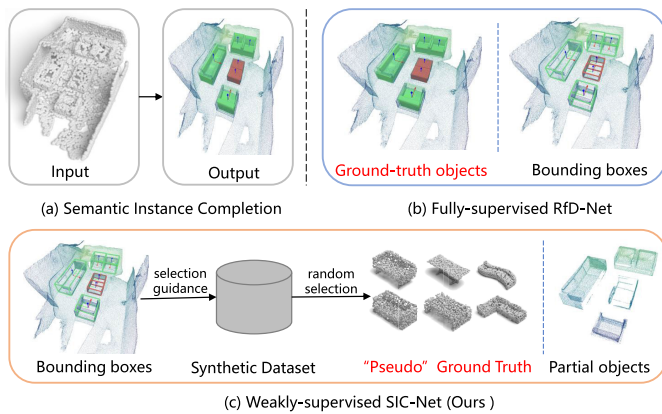 Input
Output
(a) Semantic Instance Completion
Ground-truth objects
Bounding boxes
(b) Fully-supervised RfD-Net
selection
guidance
random
selection
Bounding boxes
Synthetic Dataset
"Pseudo" Ground Truth
Partial objects
(c) Weakly-supervised SIC-Net (Ours )